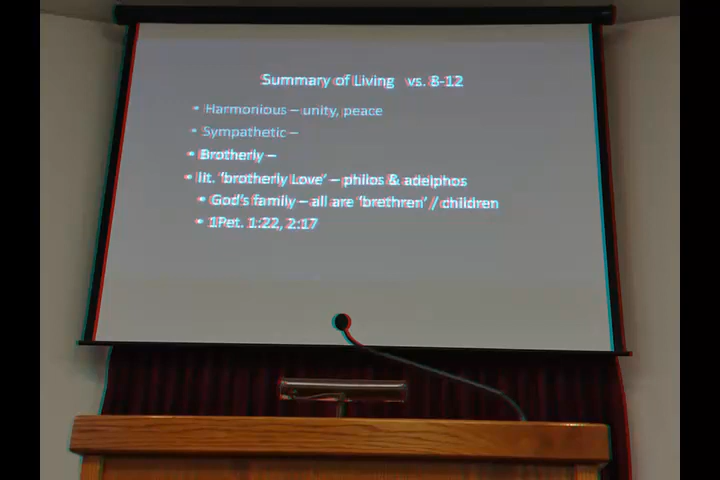 Summary of Living vs. 8-12
• Harmonious – unity, peace
• Sympathetic –
• Brotherly –
• lit. 'brotherly Love' – philos & adelphos
• God's family – all are 'brethren' / children
• 1Pet. 1:22, 2:17